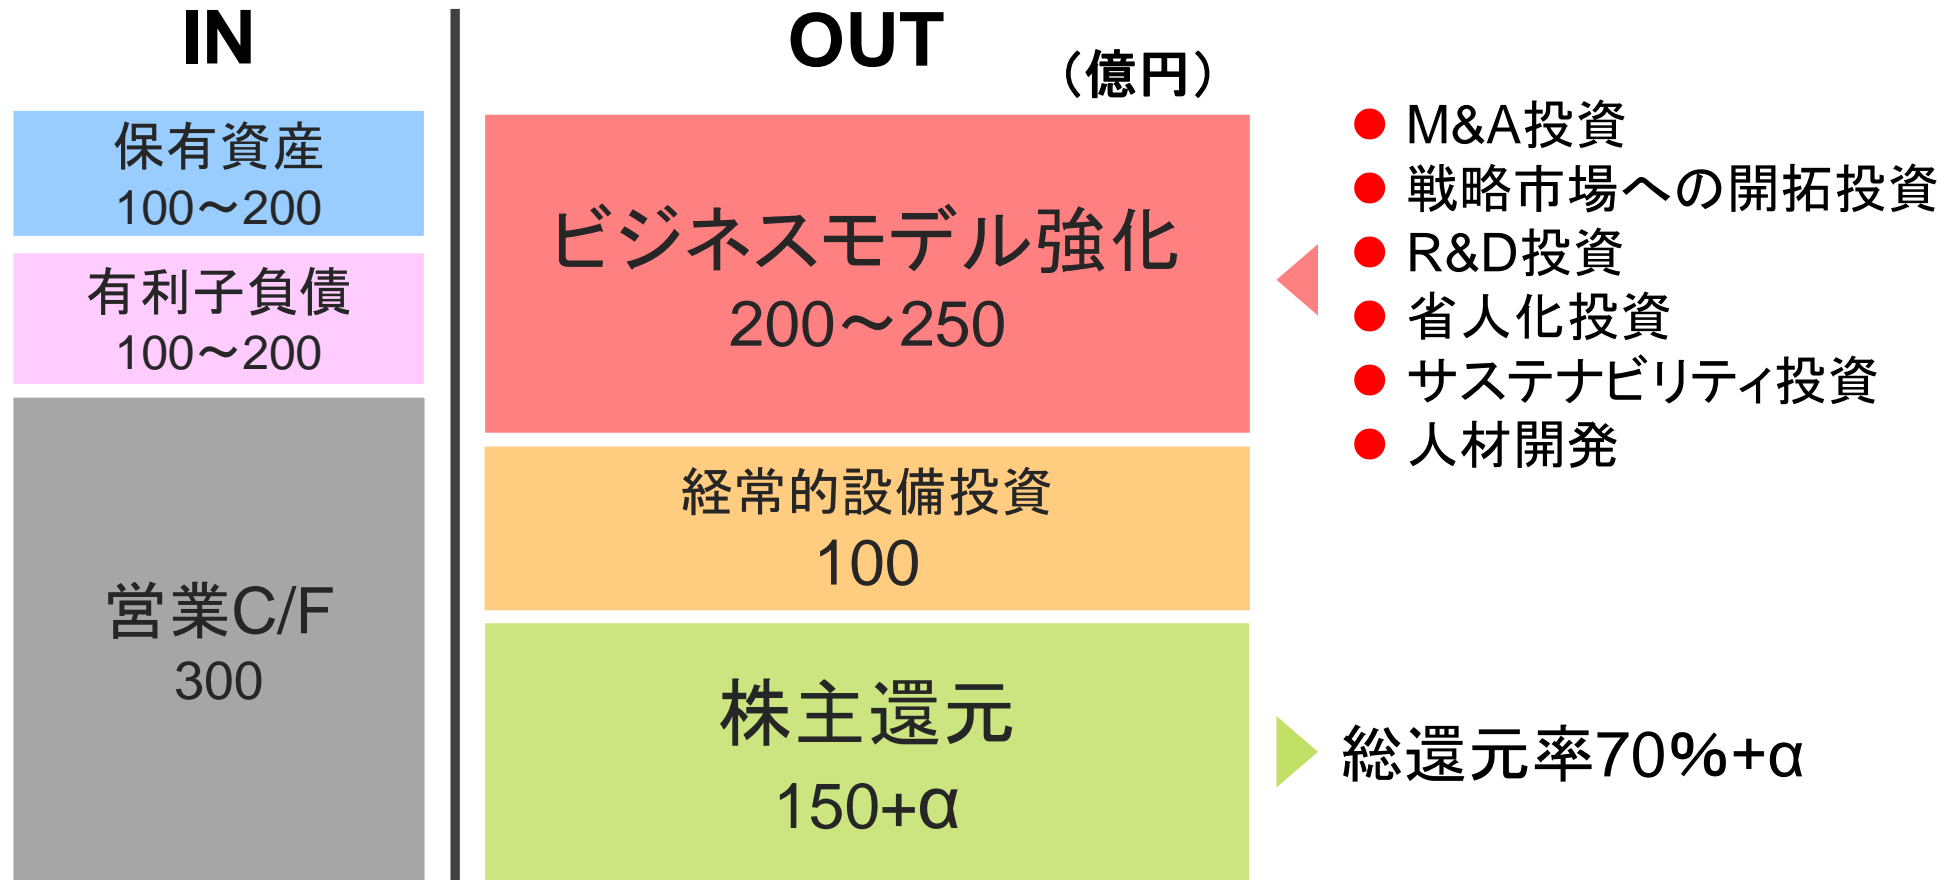 IN
保有資産
100～200
有利子負債
100～200
営業C/F
300
OUT
（億円）
ビジネスモデル強化
200～250
経常的設備投資
100
株主還元
150+α
● M&A投資
● 戦略市場への開拓投資
● R&D投資
● 省人化投資
● サステナビリティ投資
● 人材開発
総還元率70%+α